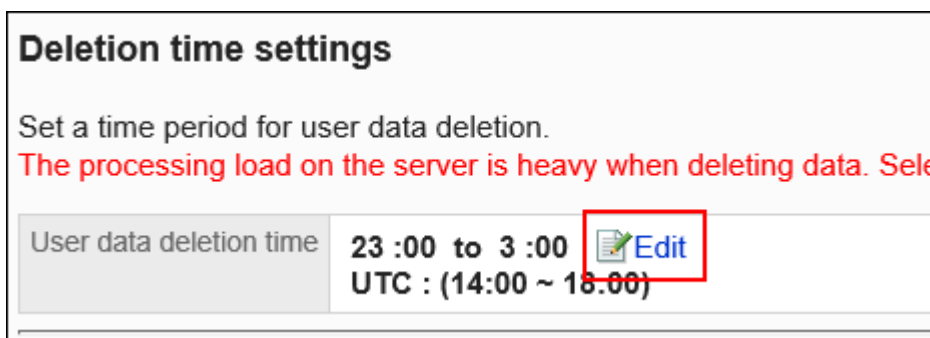 Deletion time settings
Set a time period for user data deletion.
The processing load on the server is heavy when deleting data.
User data deletion time
23 :00 to 3 :00 Edit
UTC : (14:00 ~ 18:00)